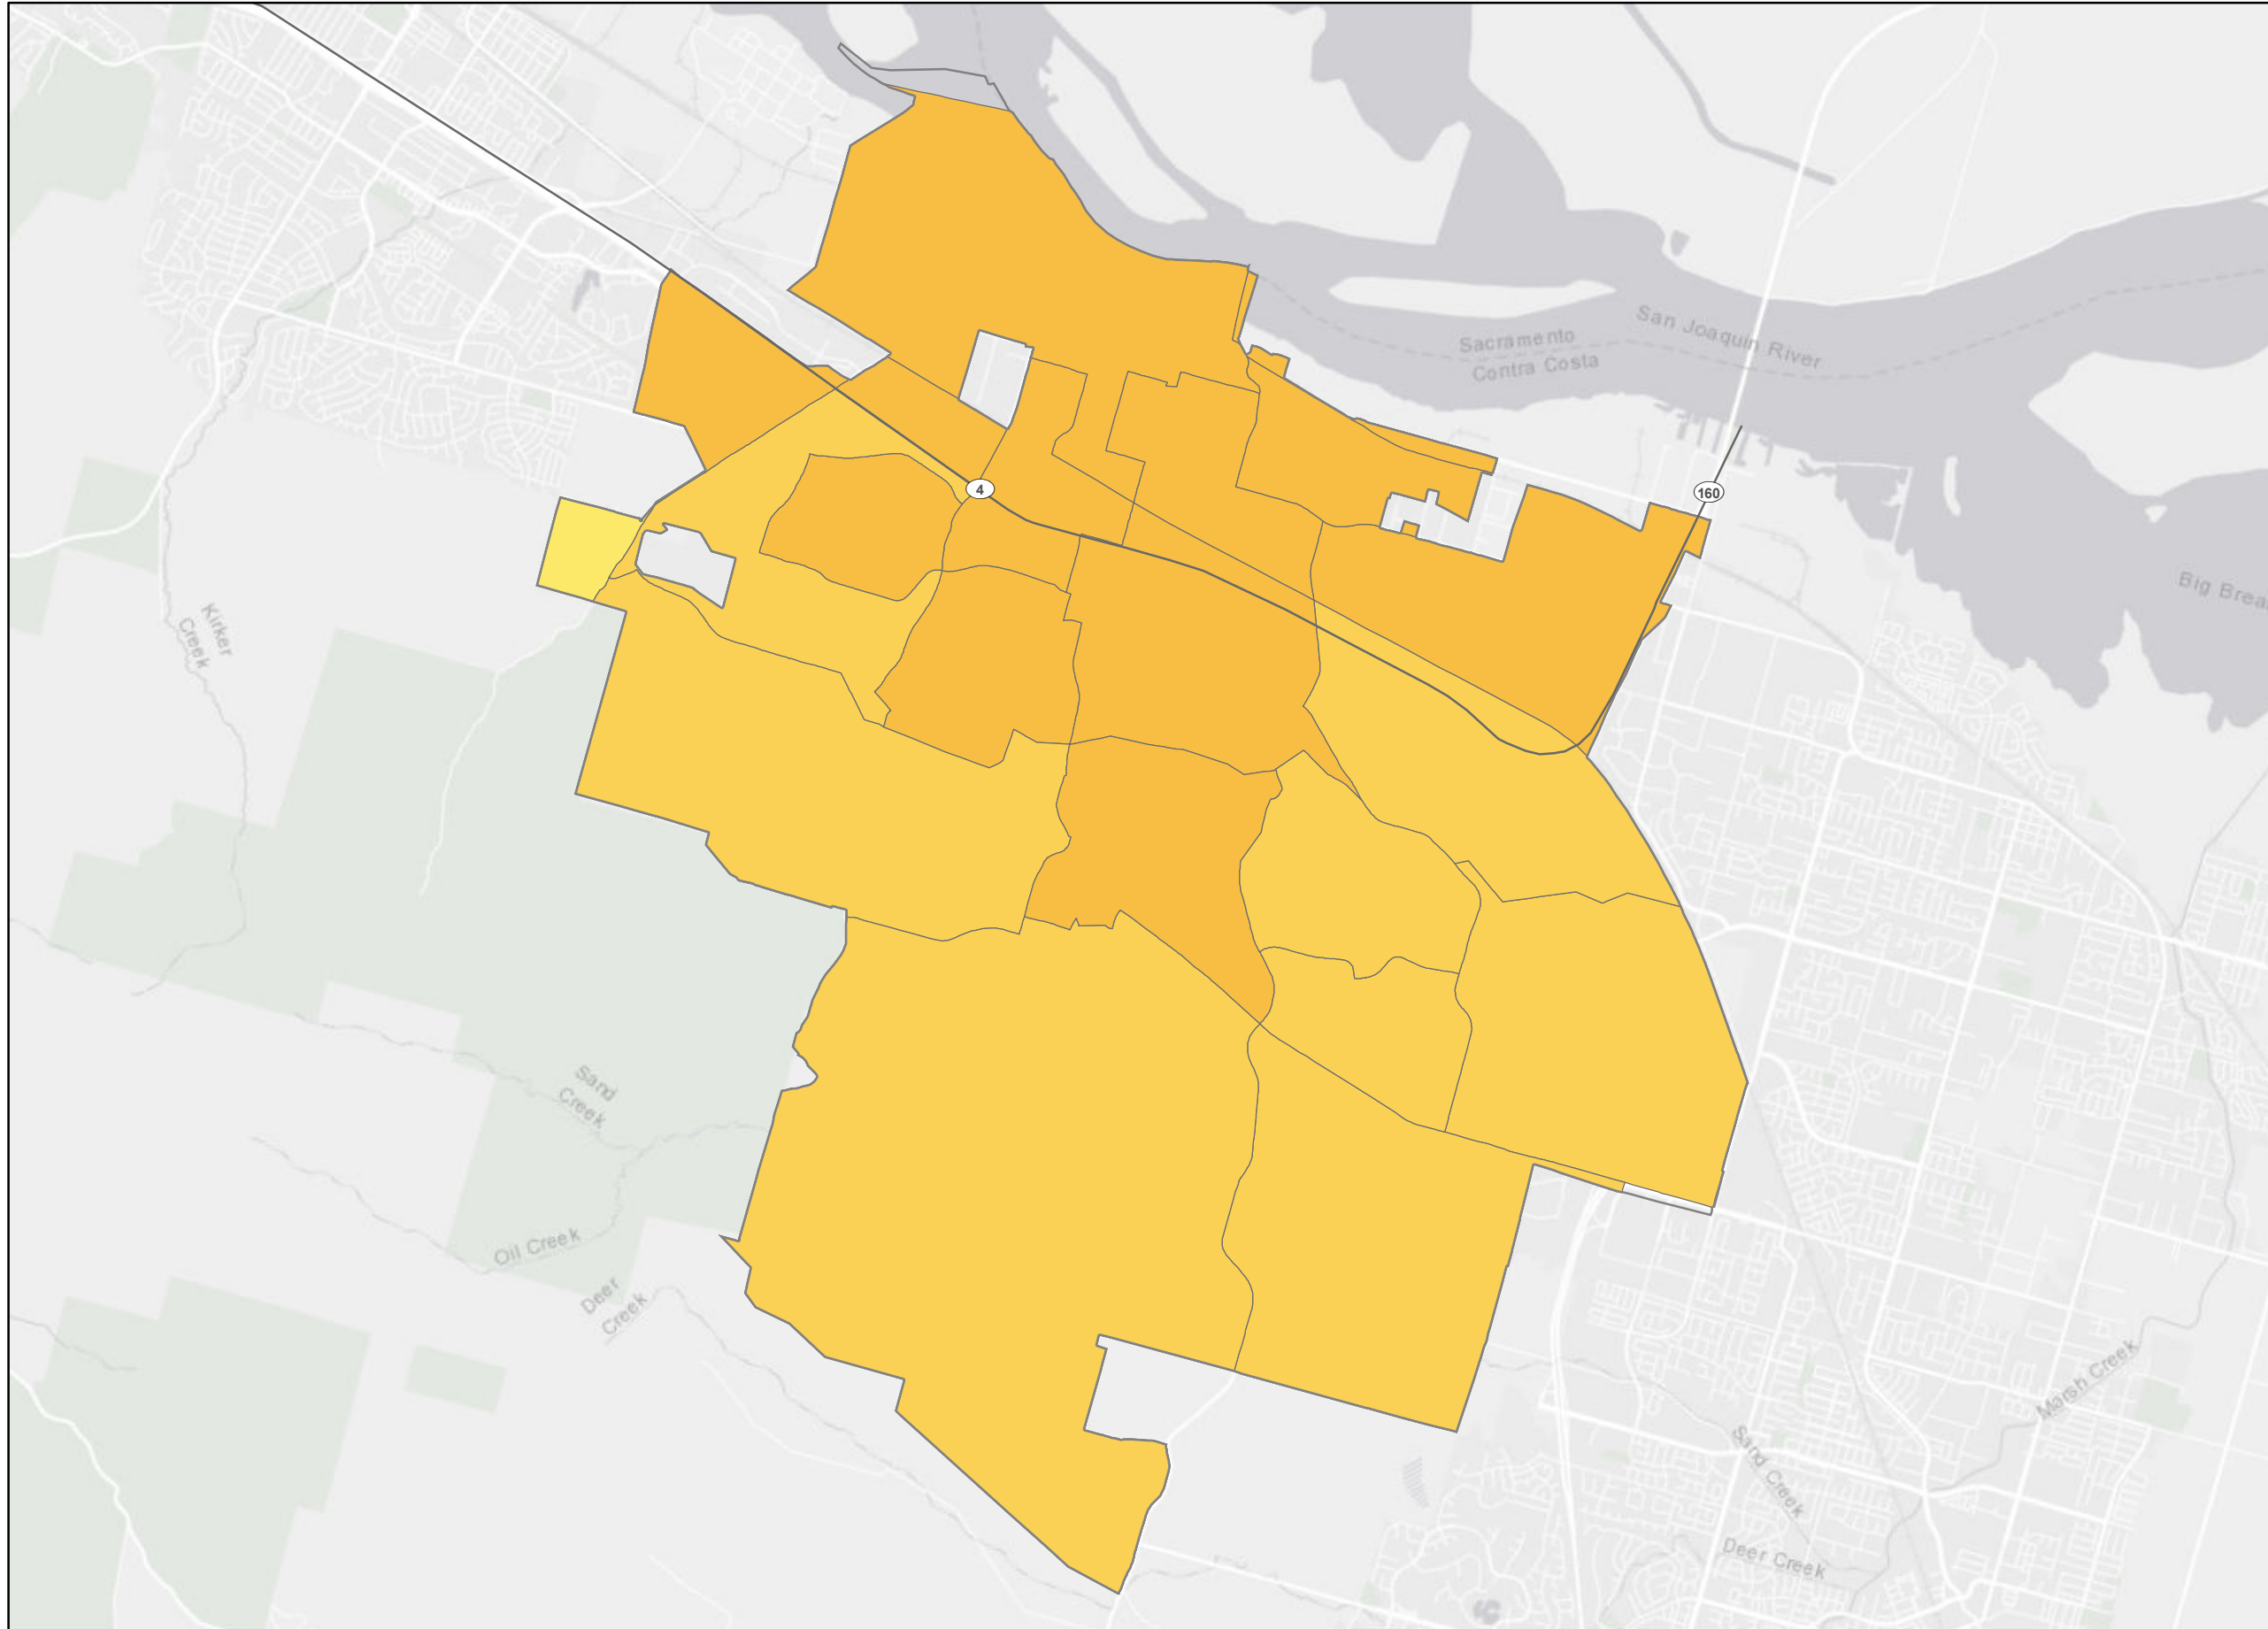 San Joaquin River
Sacramento
Contra Costa
4
160
Big Brea
Kirker
Creek
Sand
Creek
Oil Creek
Deer
Creek
Marsh Creek
Sand Creek
Deer Creek